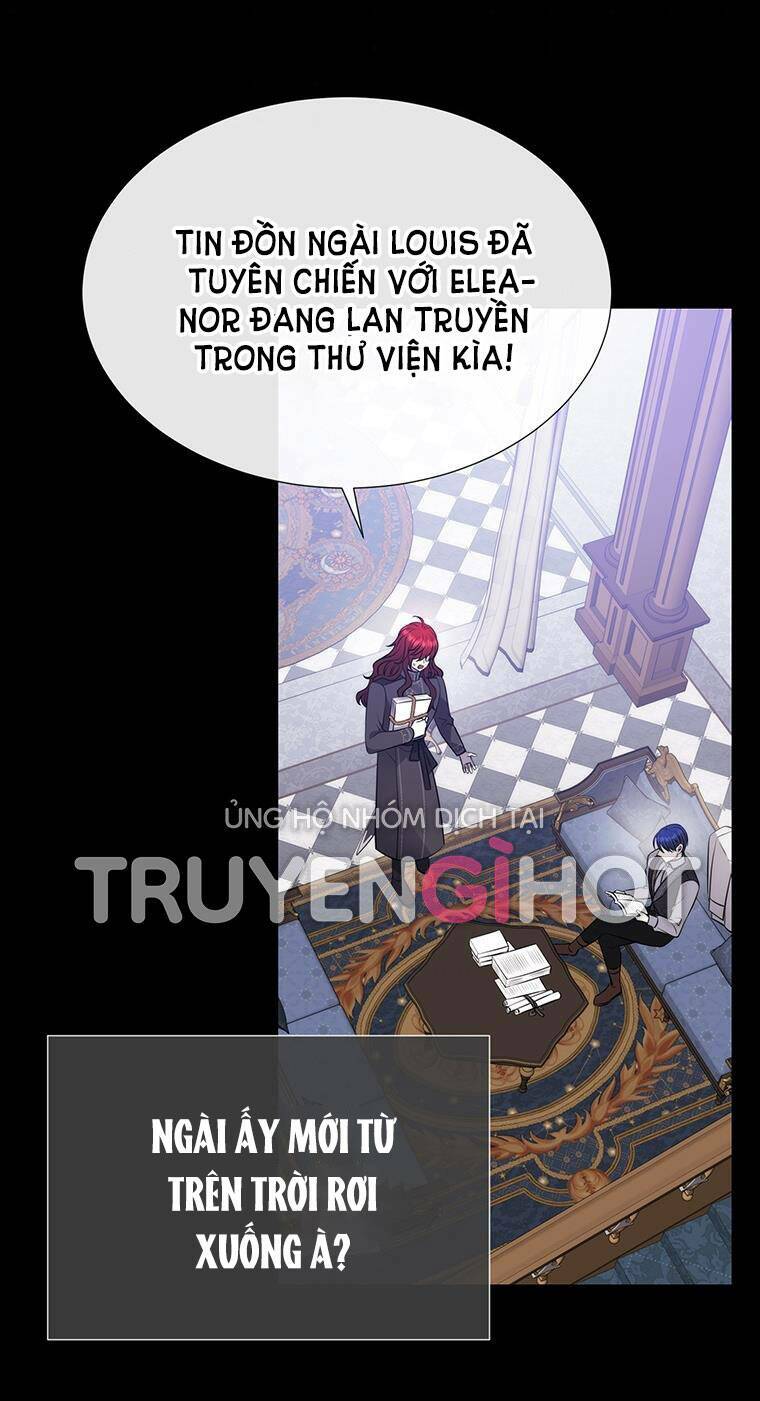 TIN ĐỒN NGÀI LOUIS ĐÃ
TUYÊN CHIẾN VỚI ELEA-
NOR ĐANG LAN TRUYỀN
TRONG THƯ VIỆN KÌA!
ỦNG HỘ NHÓM DỊCH TẠI
TRUYENGIHOT
NGÀI ẤY MỚI TỪ
TRÊN TRỜI RƠI
XUỐNG À?